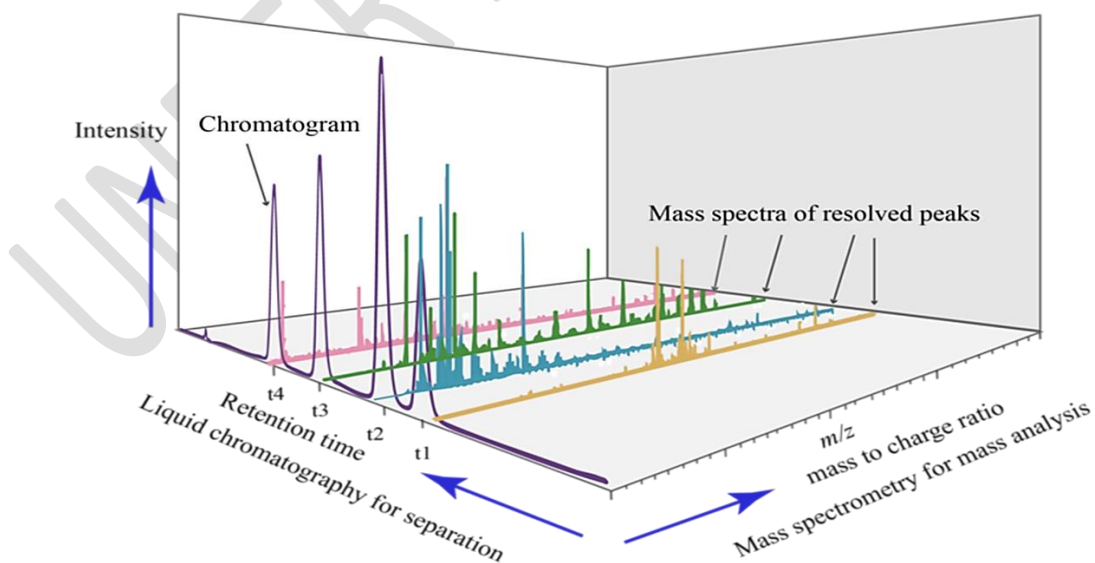 Intensity
Chromatogram
Mass spectra of resolved peaks
t4
t3
t2
t1
Retention time
Liquid chromatography for separation
m/z
mass to charge ratio
Mass spectrometry for mass analysis